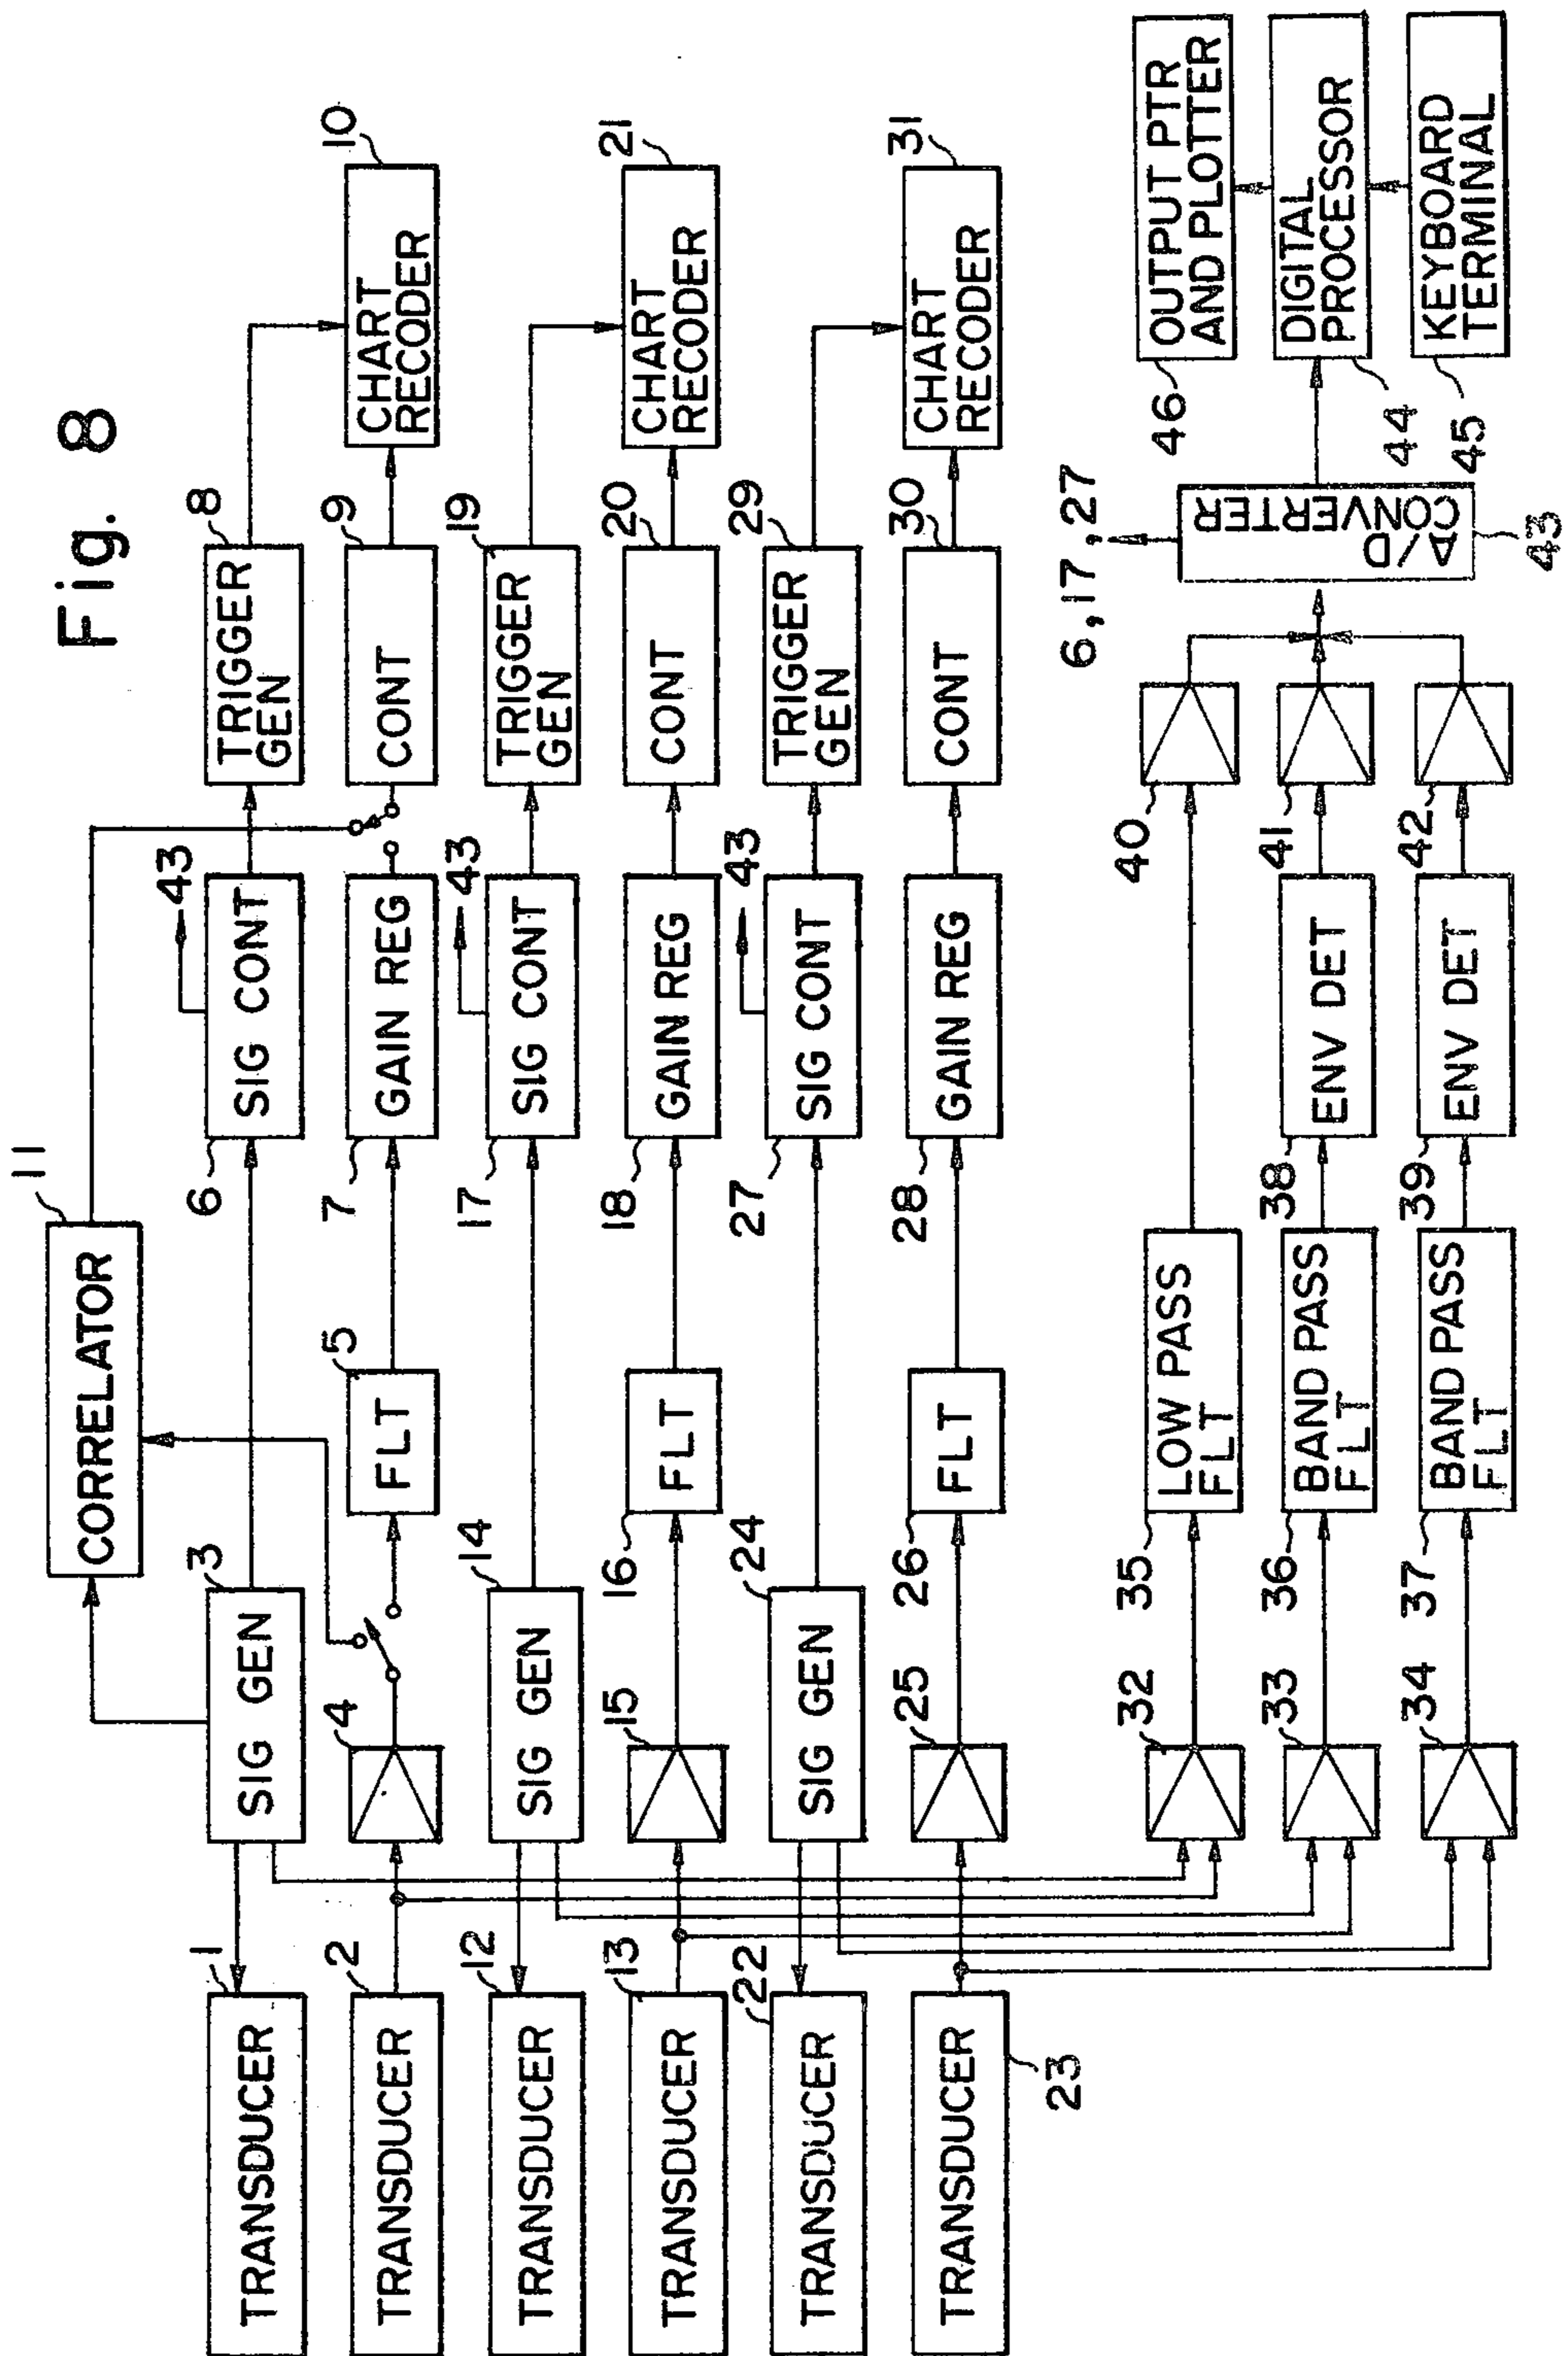 Fig. 8
11
CORRELATOR
1
TRANSDUCER
3
SIG GEN
6
SIG CONT
43
8
TRIGGER
GEN
2
TRANSDUCER
4
5
FLT
7
GAIN REG
9
CONT
10
CHART
RECODER
12
TRANSDUCER
14
SIG GEN
17
SIG CONT
43
19
TRIGGER
GEN
13
TRANSDUCER
15
16
FLT
18
GAIN REG
20
CONT
21
CHART
RECODER
22
TRANSDUCER
24
SIG GEN
27
SIG CONT
43
29
TRIGGER
GEN
23
TRANSDUCER
25
26
FLT
28
GAIN REG
30
CONT
31
CHART
RECODER
32
35
LOW PASS
FLT
40
33
36
BAND PASS
FLT
38
ENV DET
41
34
37
BAND PASS
FLT
39
ENV DET
42
6,17,27
A/D
CONVERTER
43
46
OUTPUT PTR
AND PLOTTER
44
DIGITAL
PROCESSOR
45
KEYBOARD
TERMINAL